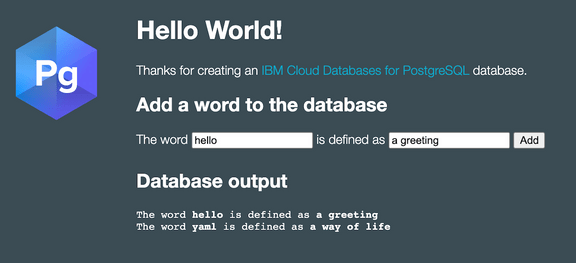 Hello World!
Pg
Thanks for creating an IBM Cloud Databases for PostgreSQL database.
Add a word to the database
The word hello is defined as a greeting Add
Database output
The word hello is defined as a greeting
The word yaml is defined as a way of life